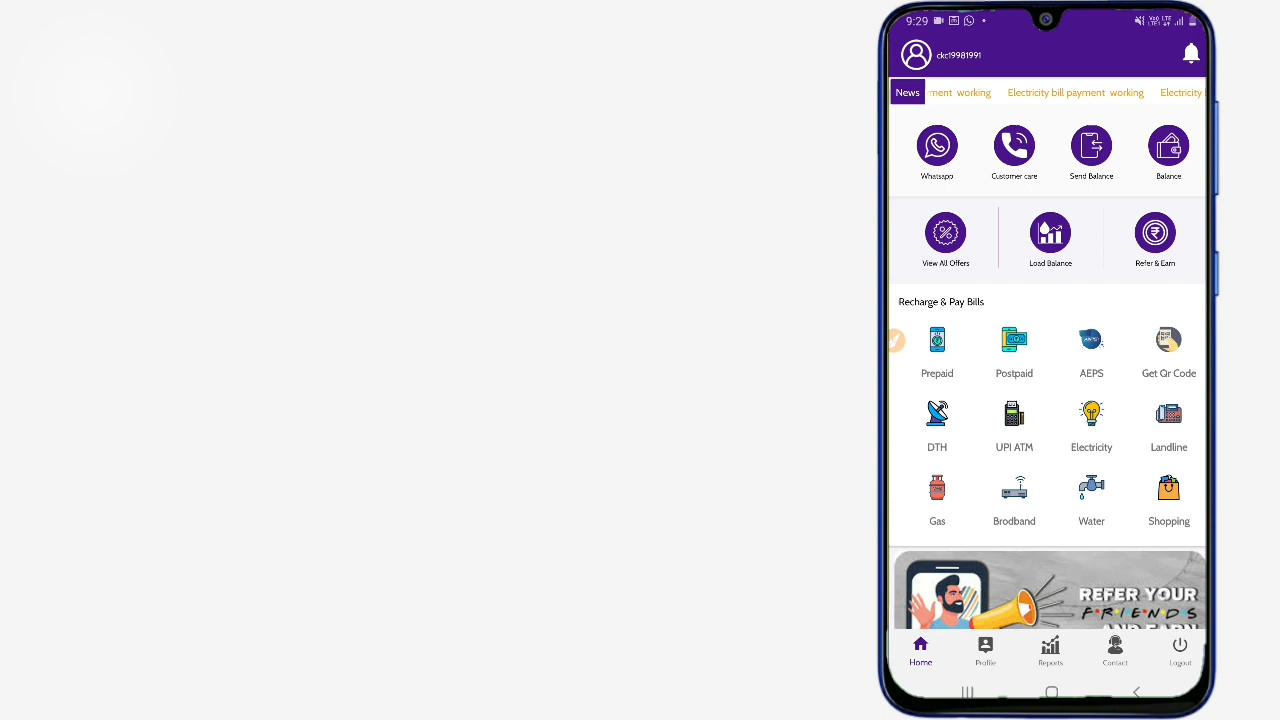 9:29
ckc19981991
News ment working Electricity bill payment working Electricity
Whatsapp Customer care Send Balance Balance
View All Offers Load Balance Refer & Earn
Recharge & Pay Bills
Prepaid Postpaid AEPS Get Qr Code
DTH UPI ATM Electricity Landline
Gas Brodband Water Shopping
REFER YOUR
F•R•I•E•N•D•S
AND EARN
Home Profile Reports Contact Logout